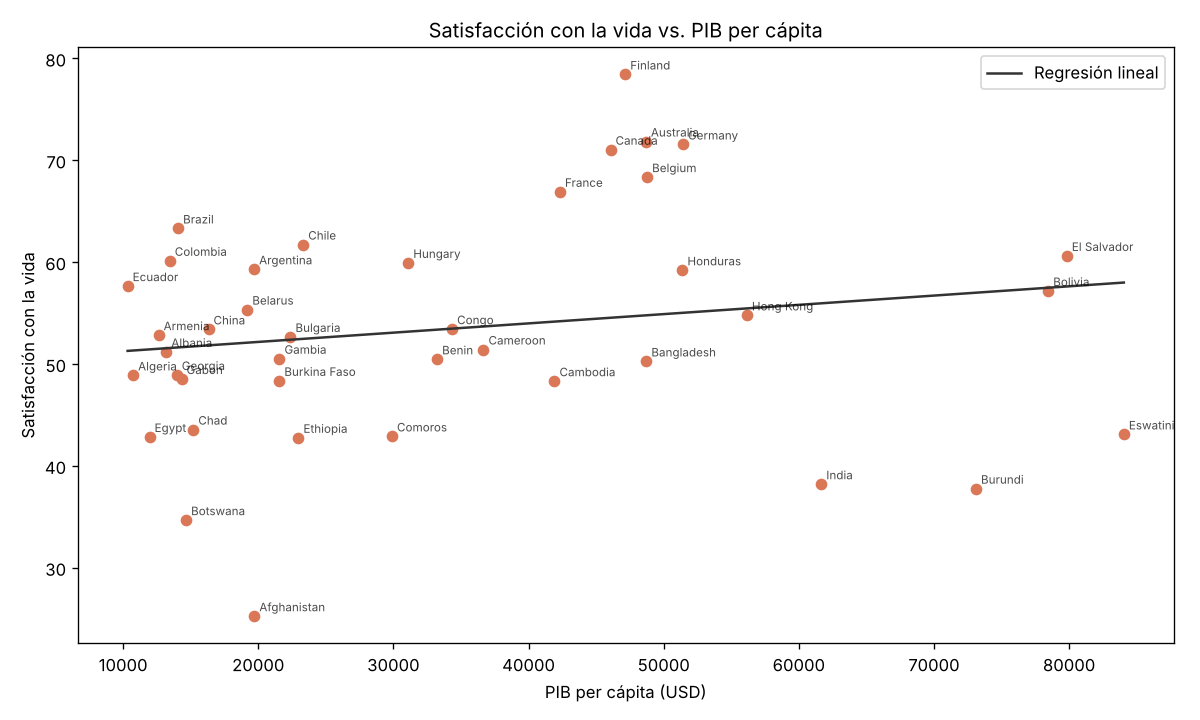 Satisfacción con la vida vs. PIB per cápita
Regresión lineal
Satisfacción con la vida
80
70
60
50
40
30
Finland
Australia
Germany
Canada
Belgium
France
Brazil
Chile
Colombia
Argentina
Hungary
Honduras
El Salvador
Ecuador
Bolivia
Belarus
Hong Kong
Armenia
China
Congo
Bulgaria
Albania
Cameroon
Gambia
Benin
Bangladesh
Algeria
Georgia
Gabon
Burkina Faso
Cambodia
Egypt
Chad
Ethiopia
Comoros
Eswatini
India
Burundi
Botswana
Afghanistan
10000
20000
30000
40000
50000
60000
70000
80000
PIB per cápita (USD)